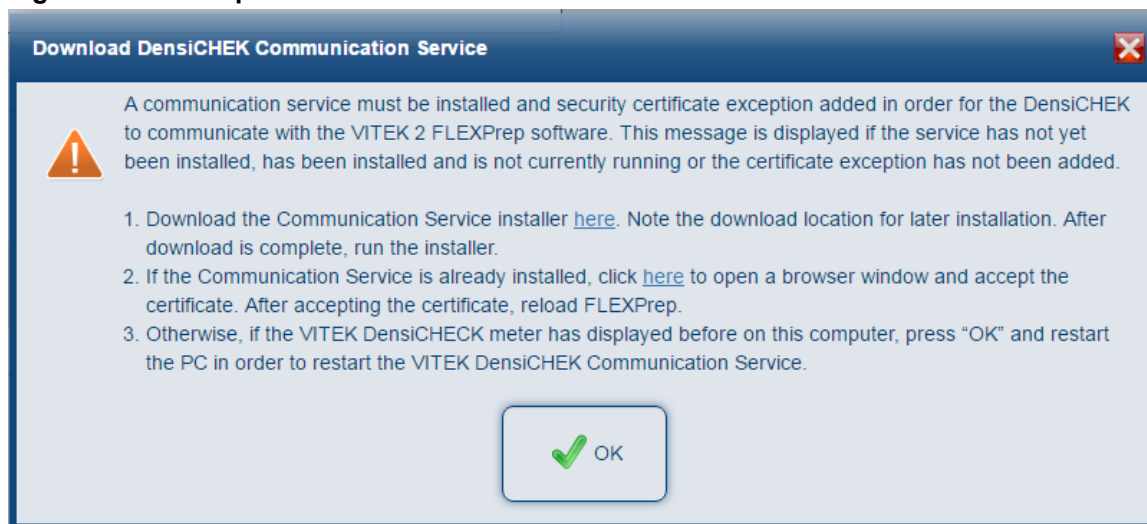 Download DensiCHEK Communication Service
A communication service must be installed and security certificate exception added in order for the DensiCHEK
to communicate with the VITEK 2 FLEXPrep software. This message is displayed if the service has not yet
been installed, has been installed and is not currently running or the certificate exception has not been added.
1. Download the Communication Service installer here. Note the download location for later installation. After
download is complete, run the installer.
2. If the Communication Service is already installed, click here to open a browser window and accept the
certificate. After accepting the certificate, reload FLEXPrep.
3. Otherwise, if the VITEK DensiCHECK meter has displayed before on this computer, press “OK” and restart
the PC in order to restart the VITEK DensiCHEK Communication Service.
OK